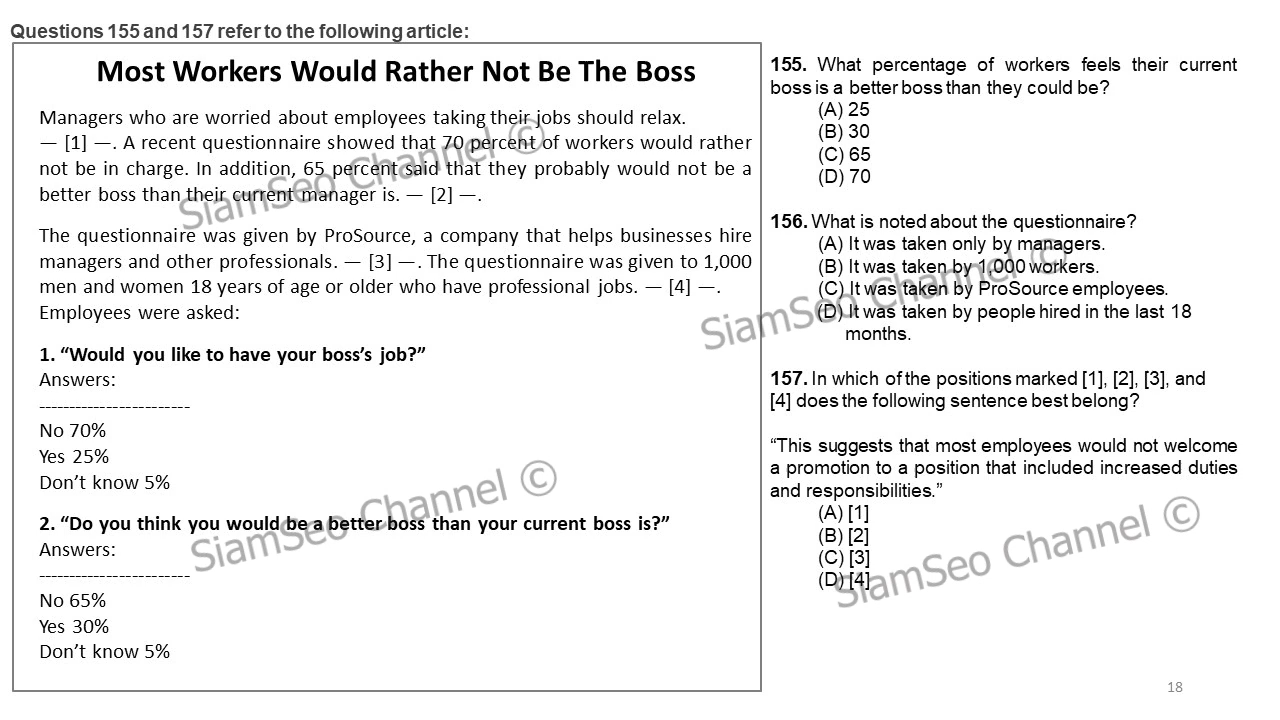 Questions 155 and 157 refer to the following article:
Most Workers Would Rather Not Be The Boss
Managers who are worried about employees taking their jobs should relax.
— [1] —. A recent questionnaire showed that 70 percent of workers would rather
not be in charge. In addition, 65 percent said that they probably would not be a
better boss than their current manager is. — [2] —.
The questionnaire was given by ProSource, a company that helps businesses hire
managers and other professionals. — [3] —. The questionnaire was given to 1,000
men and women 18 years of age or older who have professional jobs. — [4] —.
Employees were asked:
1. “Would you like to have your boss’s job?”
Answers:
-------------------------
No 70%
Yes 25%
Don’t know 5%
2. “Do you think you would be a better boss than your current boss is?”
Answers:
-------------------------
No 65%
Yes 30%
Don’t know 5%
155. What percentage of workers feels their current
boss is a better boss than they could be?
(A) 25
(B) 30
(C) 65
(D) 70
156. What is noted about the questionnaire?
(A) It was taken only by managers.
(B) It was taken by 1,000 workers.
(C) It was taken by ProSource employees.
(D) It was taken by people hired in the last 18
months.
157. In which of the positions marked [1], [2], [3], and
[4] does the following sentence best belong?
“This suggests that most employees would not welcome
a promotion to a position that included increased duties
and responsibilities.”
(A) [1]
(B) [2]
(C) [3]
(D) [4]
SiamSeo Channel ©
SiamSeo Channel ©
SiamSeo Channel ©
SiamSeo Channel ©
18